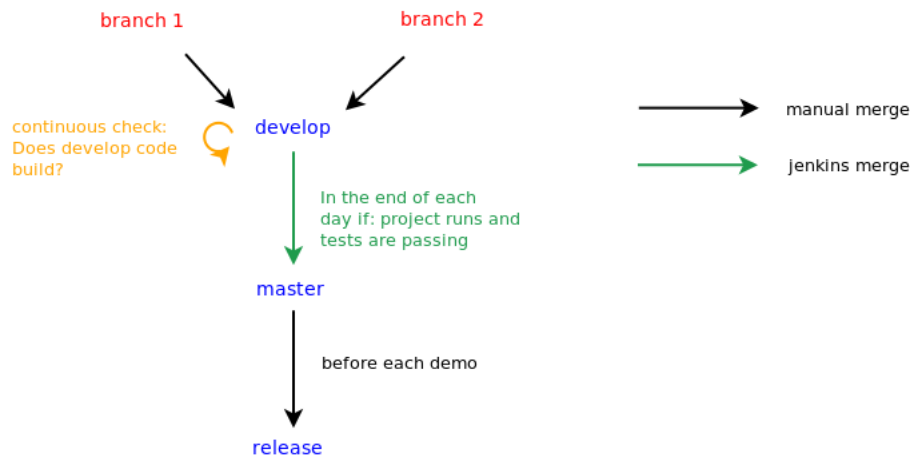 branch 1
branch 2
continuous check:
Does develop code
build?
develop
manual merge
jenkins merge
In the end of each
day if: project runs and
tests are passing
master
before each demo
release